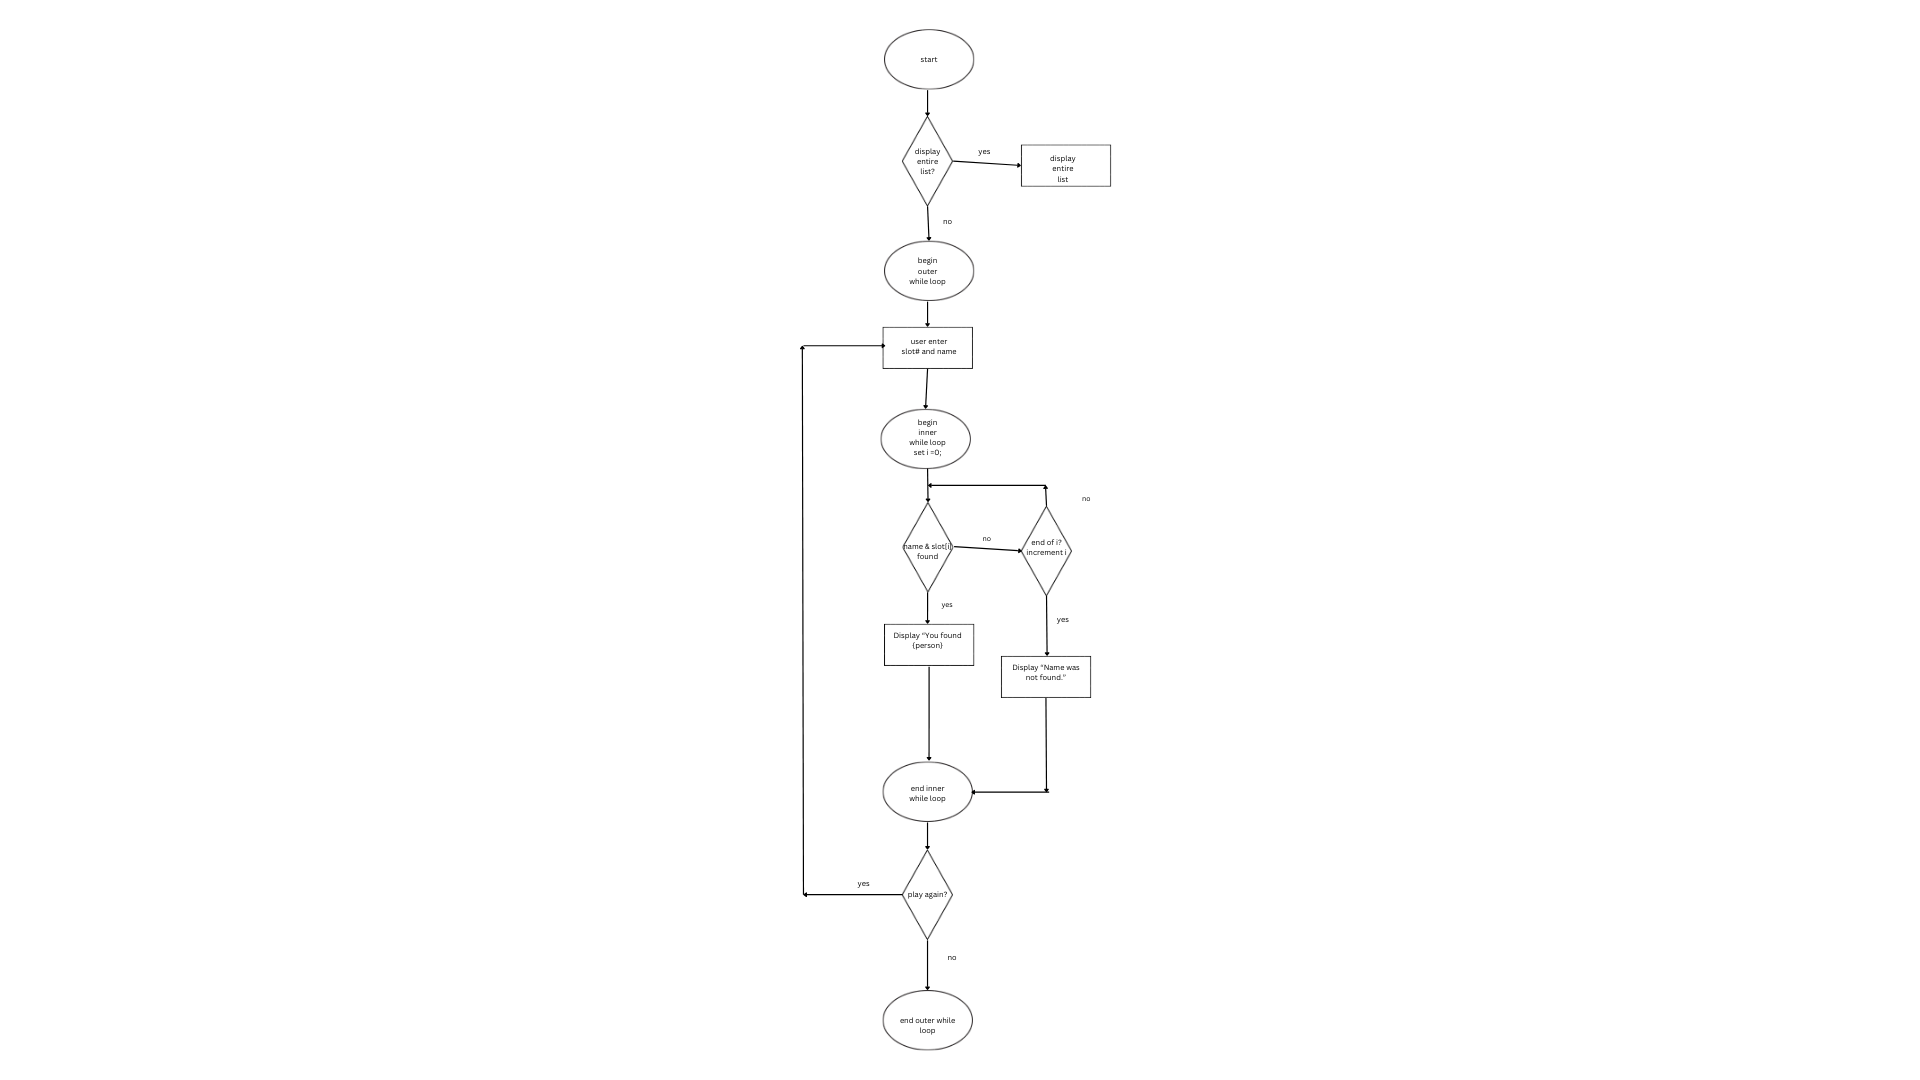 start
display
entire
list?
yes
display
entire
list
no
begin
outer
while loop
user enter
slot# and name
begin
inner
while loop
set i =0;
no
name & slot[i]
found
no
end of i?
increment i
yes
yes
Display “You found
{person}
Display “Name was
not found.”
end inner
while loop
yes
play again?
no
end outer while
loop